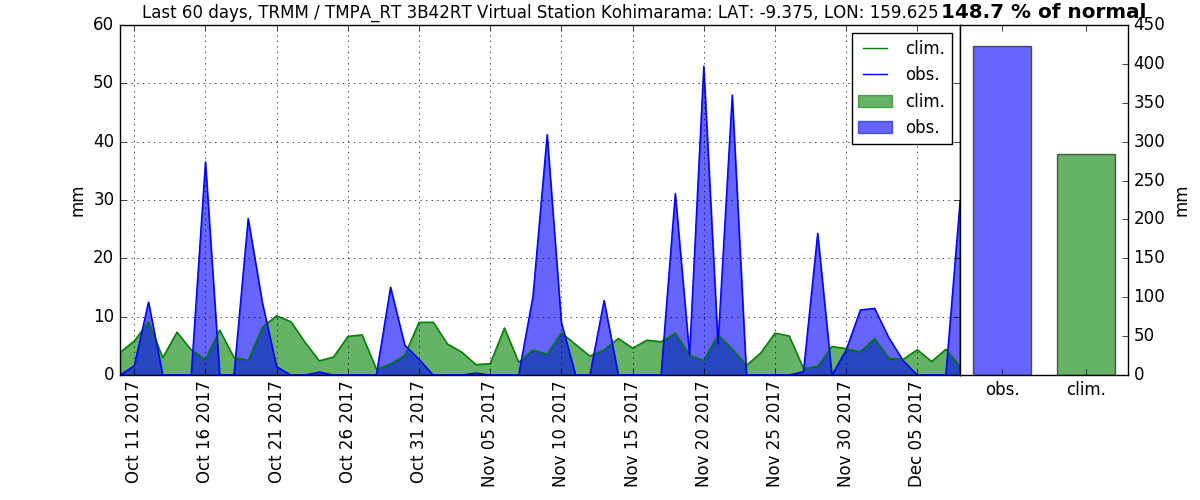 Last 60 days, TRMM / TMPA_RT 3B42RT Virtual Station Kohimarama: LAT: -9.375, LON: 159.625
148.7 % of normal
60
50
40
30
20
10
0
mm
clim.
obs.
clim.
obs.
Oct 11 2017
Oct 16 2017
Oct 21 2017
Oct 26 2017
Oct 31 2017
Nov 05 2017
Nov 10 2017
Nov 15 2017
Nov 20 2017
Nov 25 2017
Nov 30 2017
Dec 05 2017
450
400
350
300
250
200
150
100
50
0
mm
obs.
clim.